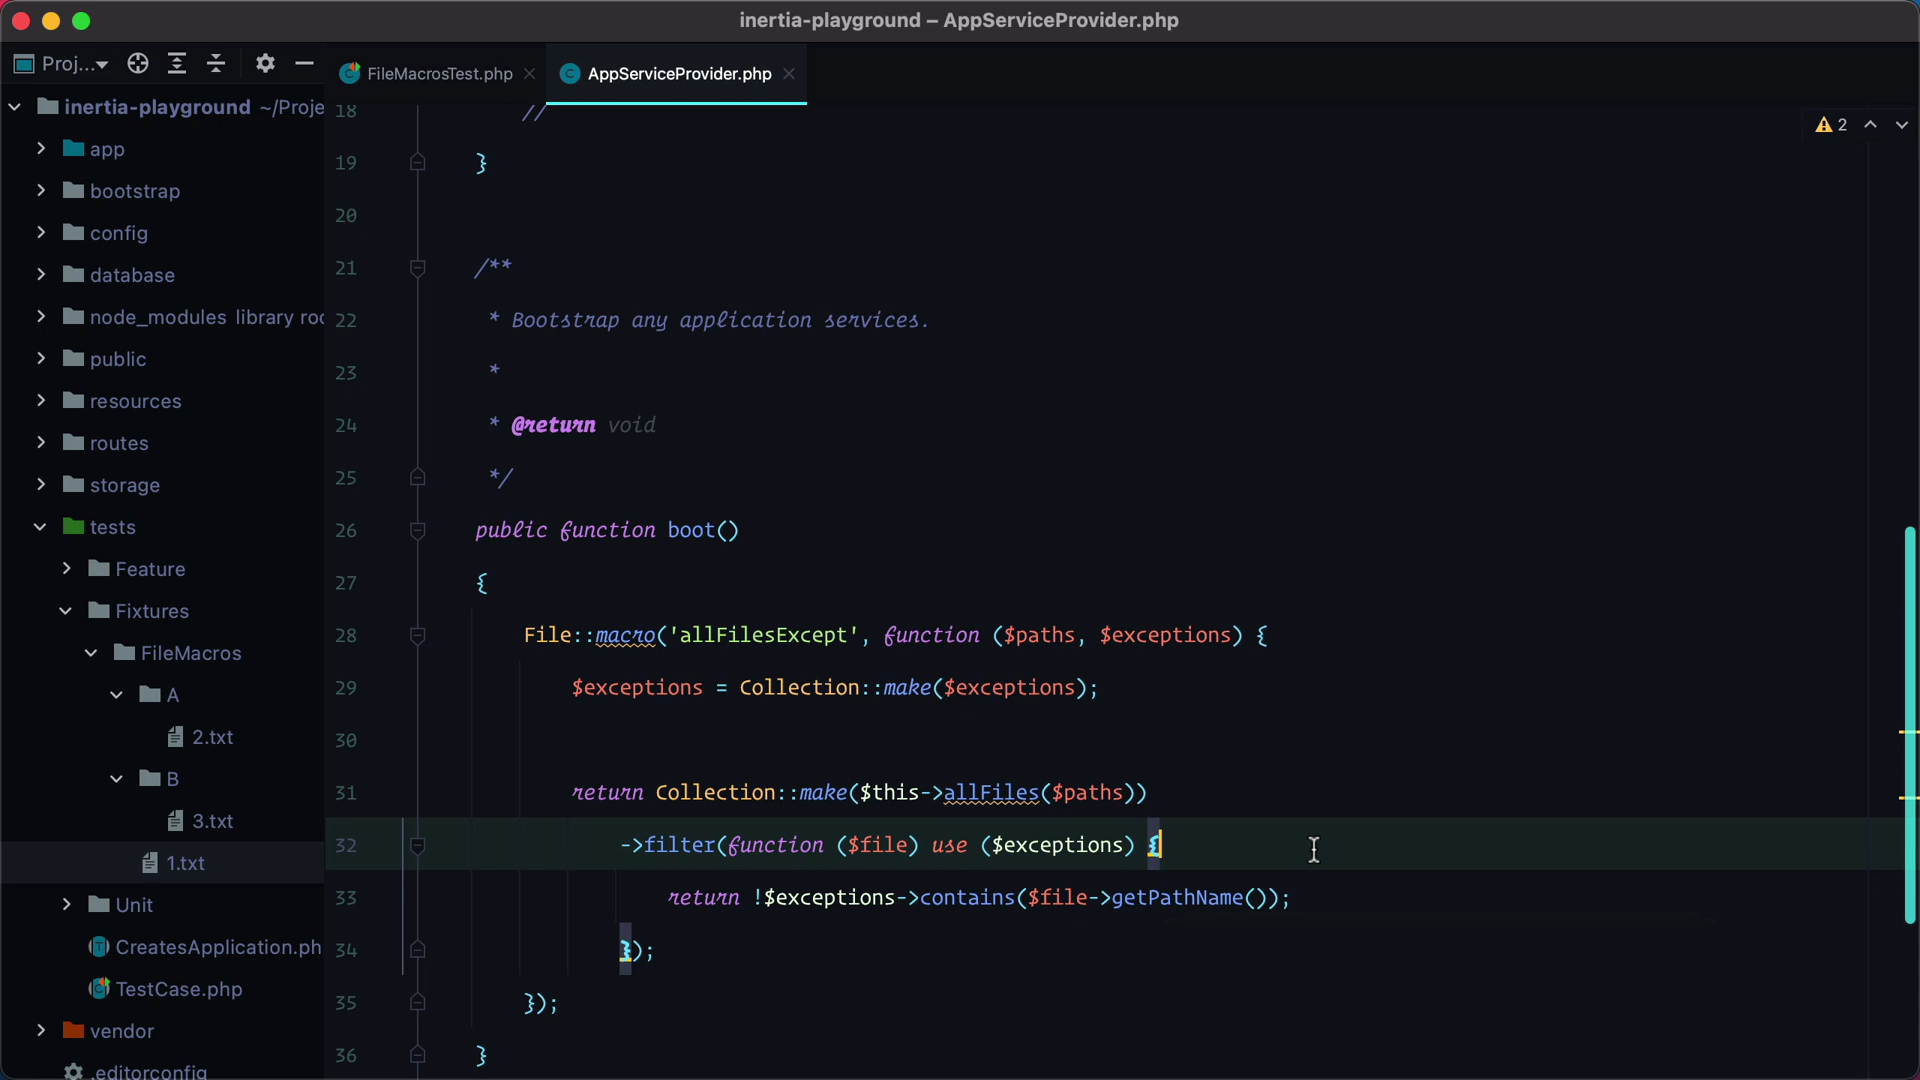 inertia-playground – AppServiceProvider.php
Proj...
FileMacrosTest.php
AppServiceProvider.php
inertia-playground ~/Proje
app
bootstrap
config
database
node_modules library roo
public
resources
routes
storage
tests
Feature
Fixtures
FileMacros
A
2.txt
B
3.txt
1.txt
Unit
CreatesApplication.ph
TestCase.php
vendor
.editorconfig
2
18 //
19 }
20
21 /**
22 * Bootstrap any application services.
23 *
24 * @return void
25 */
26 public function boot()
27 {
28 File::macro('allFilesExcept', function ($paths, $exceptions) {
29 $exceptions = Collection::make($exceptions);
30
31 return Collection::make($this->allFiles($paths))
32 ->filter(function ($file) use ($exceptions) {
33 return !$exceptions->contains($file->getPathName());
34 });
35 });
36 }